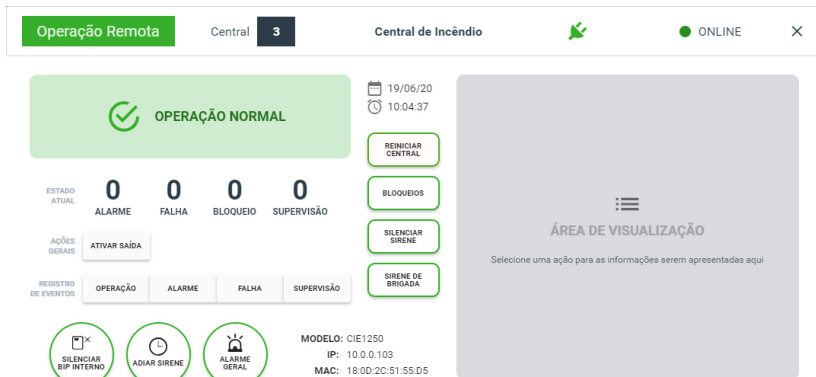 Operação Remota
Central 3
Central de Incêndio
ONLINE
OPERAÇÃO NORMAL
19/06/20
10:04:37
REINICIAR
CENTRAL
BLOQUEIOS
SILENCIAR
SIRENE
SIRENE DE
BRIGADA
ESTADO
ATUAL
0 0 0 0
ALARME FALHA BLOQUEIO SUPERVISÃO
AÇÕES
GERAIS
ATIVAR SAÍDA
REGISTRO
DE EVENTOS
OPERAÇÃO ALARME FALHA SUPERVISÃO
SILENCIAR
BIP INTERNO
ADIAR SIRENE
ALARME
GERAL
MODELO: CIE1250
IP: 10.0.0.103
MAC: 18:0D:2C:51:55:D5
ÁREA DE VISUALIZAÇÃO
Selecione uma ação para as informações serem apresentadas aqui